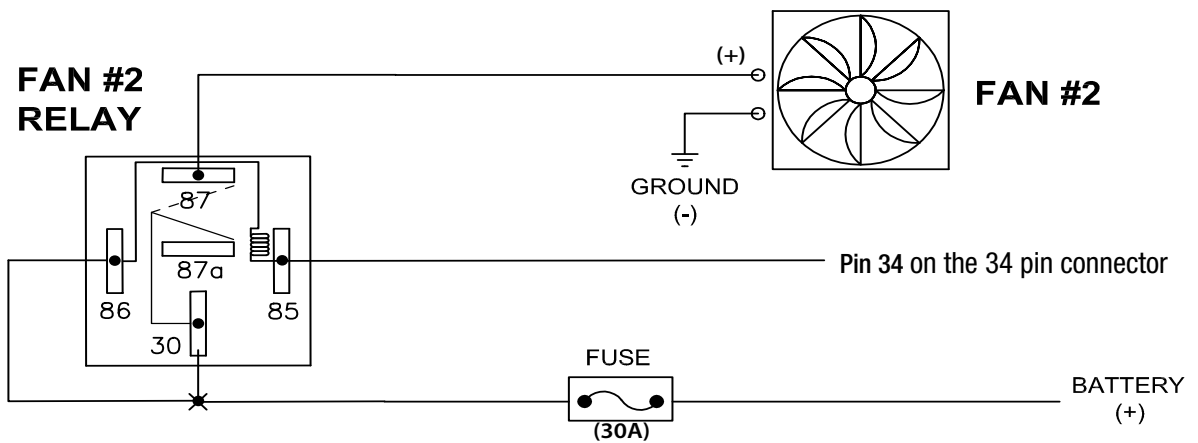 FAN #2
RELAY
(+)
FAN #2
GROUND
(-)
87
87a
86
85
30
Pin 34 on the 34 pin connector
FUSE
(30A)
BATTERY
(+)